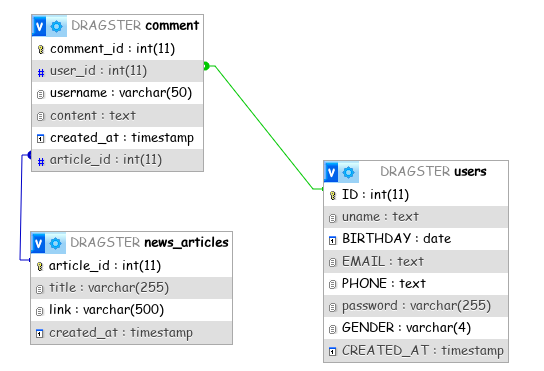 V DRAGSTER comment
comment_id : int(11)
# user_id : int(11)
username : varchar(50)
content : text
created_at : timestamp
# article_id : int(11)
V DRAGSTER news_articles
article_id : int(11)
title : varchar(255)
link : varchar(500)
created_at : timestamp
V DRAGSTER users
ID : int(11)
uname : text
BIRTHDAY : date
EMAIL : text
PHONE : text
password : varchar(255)
GENDER : varchar(4)
CREATED_AT : timestamp